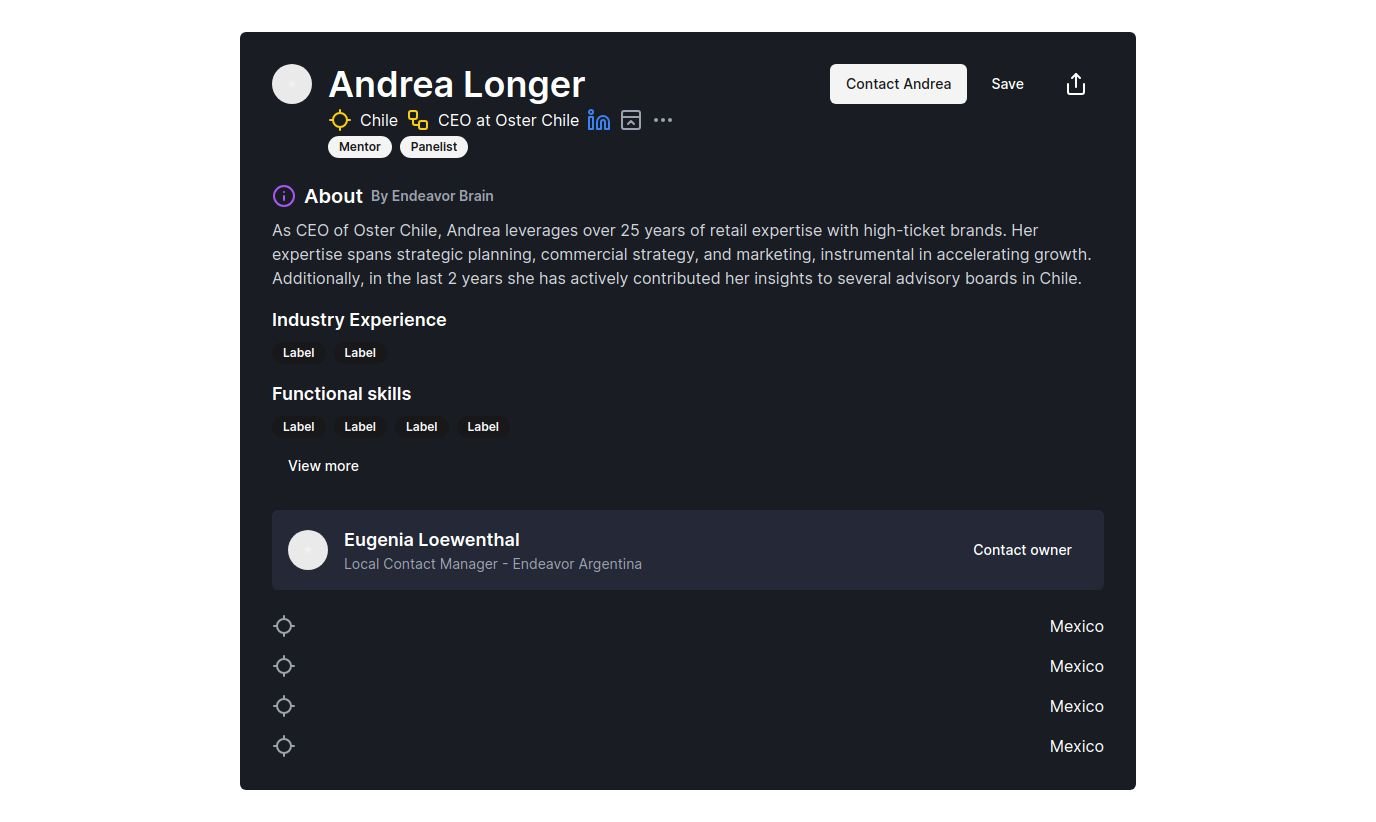 Andrea Longer
Contact Andrea
Save
Chile
CEO at Oster Chile
Mentor
Panelist
About
By Endeavor Brain
As CEO of Oster Chile, Andrea leverages over 25 years of retail expertise with high-ticket brands. Her
expertise spans strategic planning, commercial strategy, and marketing, instrumental in accelerating growth.
Additionally, in the last 2 years she has actively contributed her insights to several advisory boards in Chile.
Industry Experience
Label
Label
Functional skills
Label
Label
Label
Label
View more
Eugenia Loewenthal
Local Contact Manager - Endeavor Argentina
Contact owner
Mexico
Mexico
Mexico
Mexico